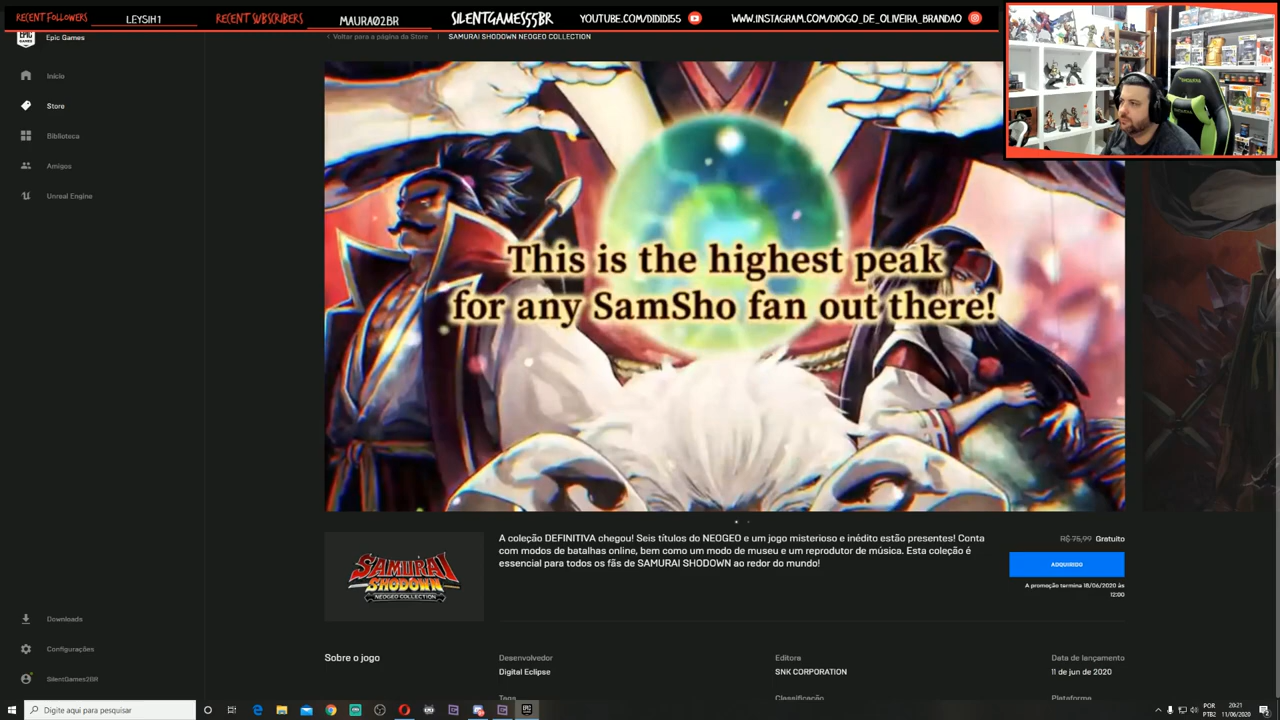 RECENT FOLLOWERS LEYSIH1 RECENT SUBSCRIBERS MAURA02BR SILENTGAMES55BR YOUTUBE.COM/DIDIDI55 WWW.INSTAGRAM.COM/DIOGO_DE_OLIVEIRA_BRANDAO
EPIC GAMES
Epic Games
Voltar para a página da Store
SAMURAI SHODOWN NEOGEO COLLECTION
Início
Store
Biblioteca
Amigos
Unreal Engine
This is the highest peak
for any SamSho fan out there!
SAMURAI
SHODOWN
NEOGEO COLLECTION
A coleção DEFINITIVA chegou! Seis títulos do NEOGEO e um jogo misterioso e inédito estão presentes! Conta
com modos de batalhas online, bem como um modo de museu e um reprodutor de música. Esta coleção é
essencial para todos os fãs de SAMURAI SHODOWN ao redor do mundo!
R$ 75,99 Gratuito
ADQUIRIDO
A promoção termina 18/06/2020 às
12:00
Downloads
Configurações
SilentGames2BR
Sobre o jogo
Desenvolvedor
Digital Eclipse
Editora
SNK CORPORATION
Data de lançamento
11 de jun de 2020
Tags
Classificação
Plataforma
Digite aqui para pesquisar
POR
PTB2
20:21
11/06/2020